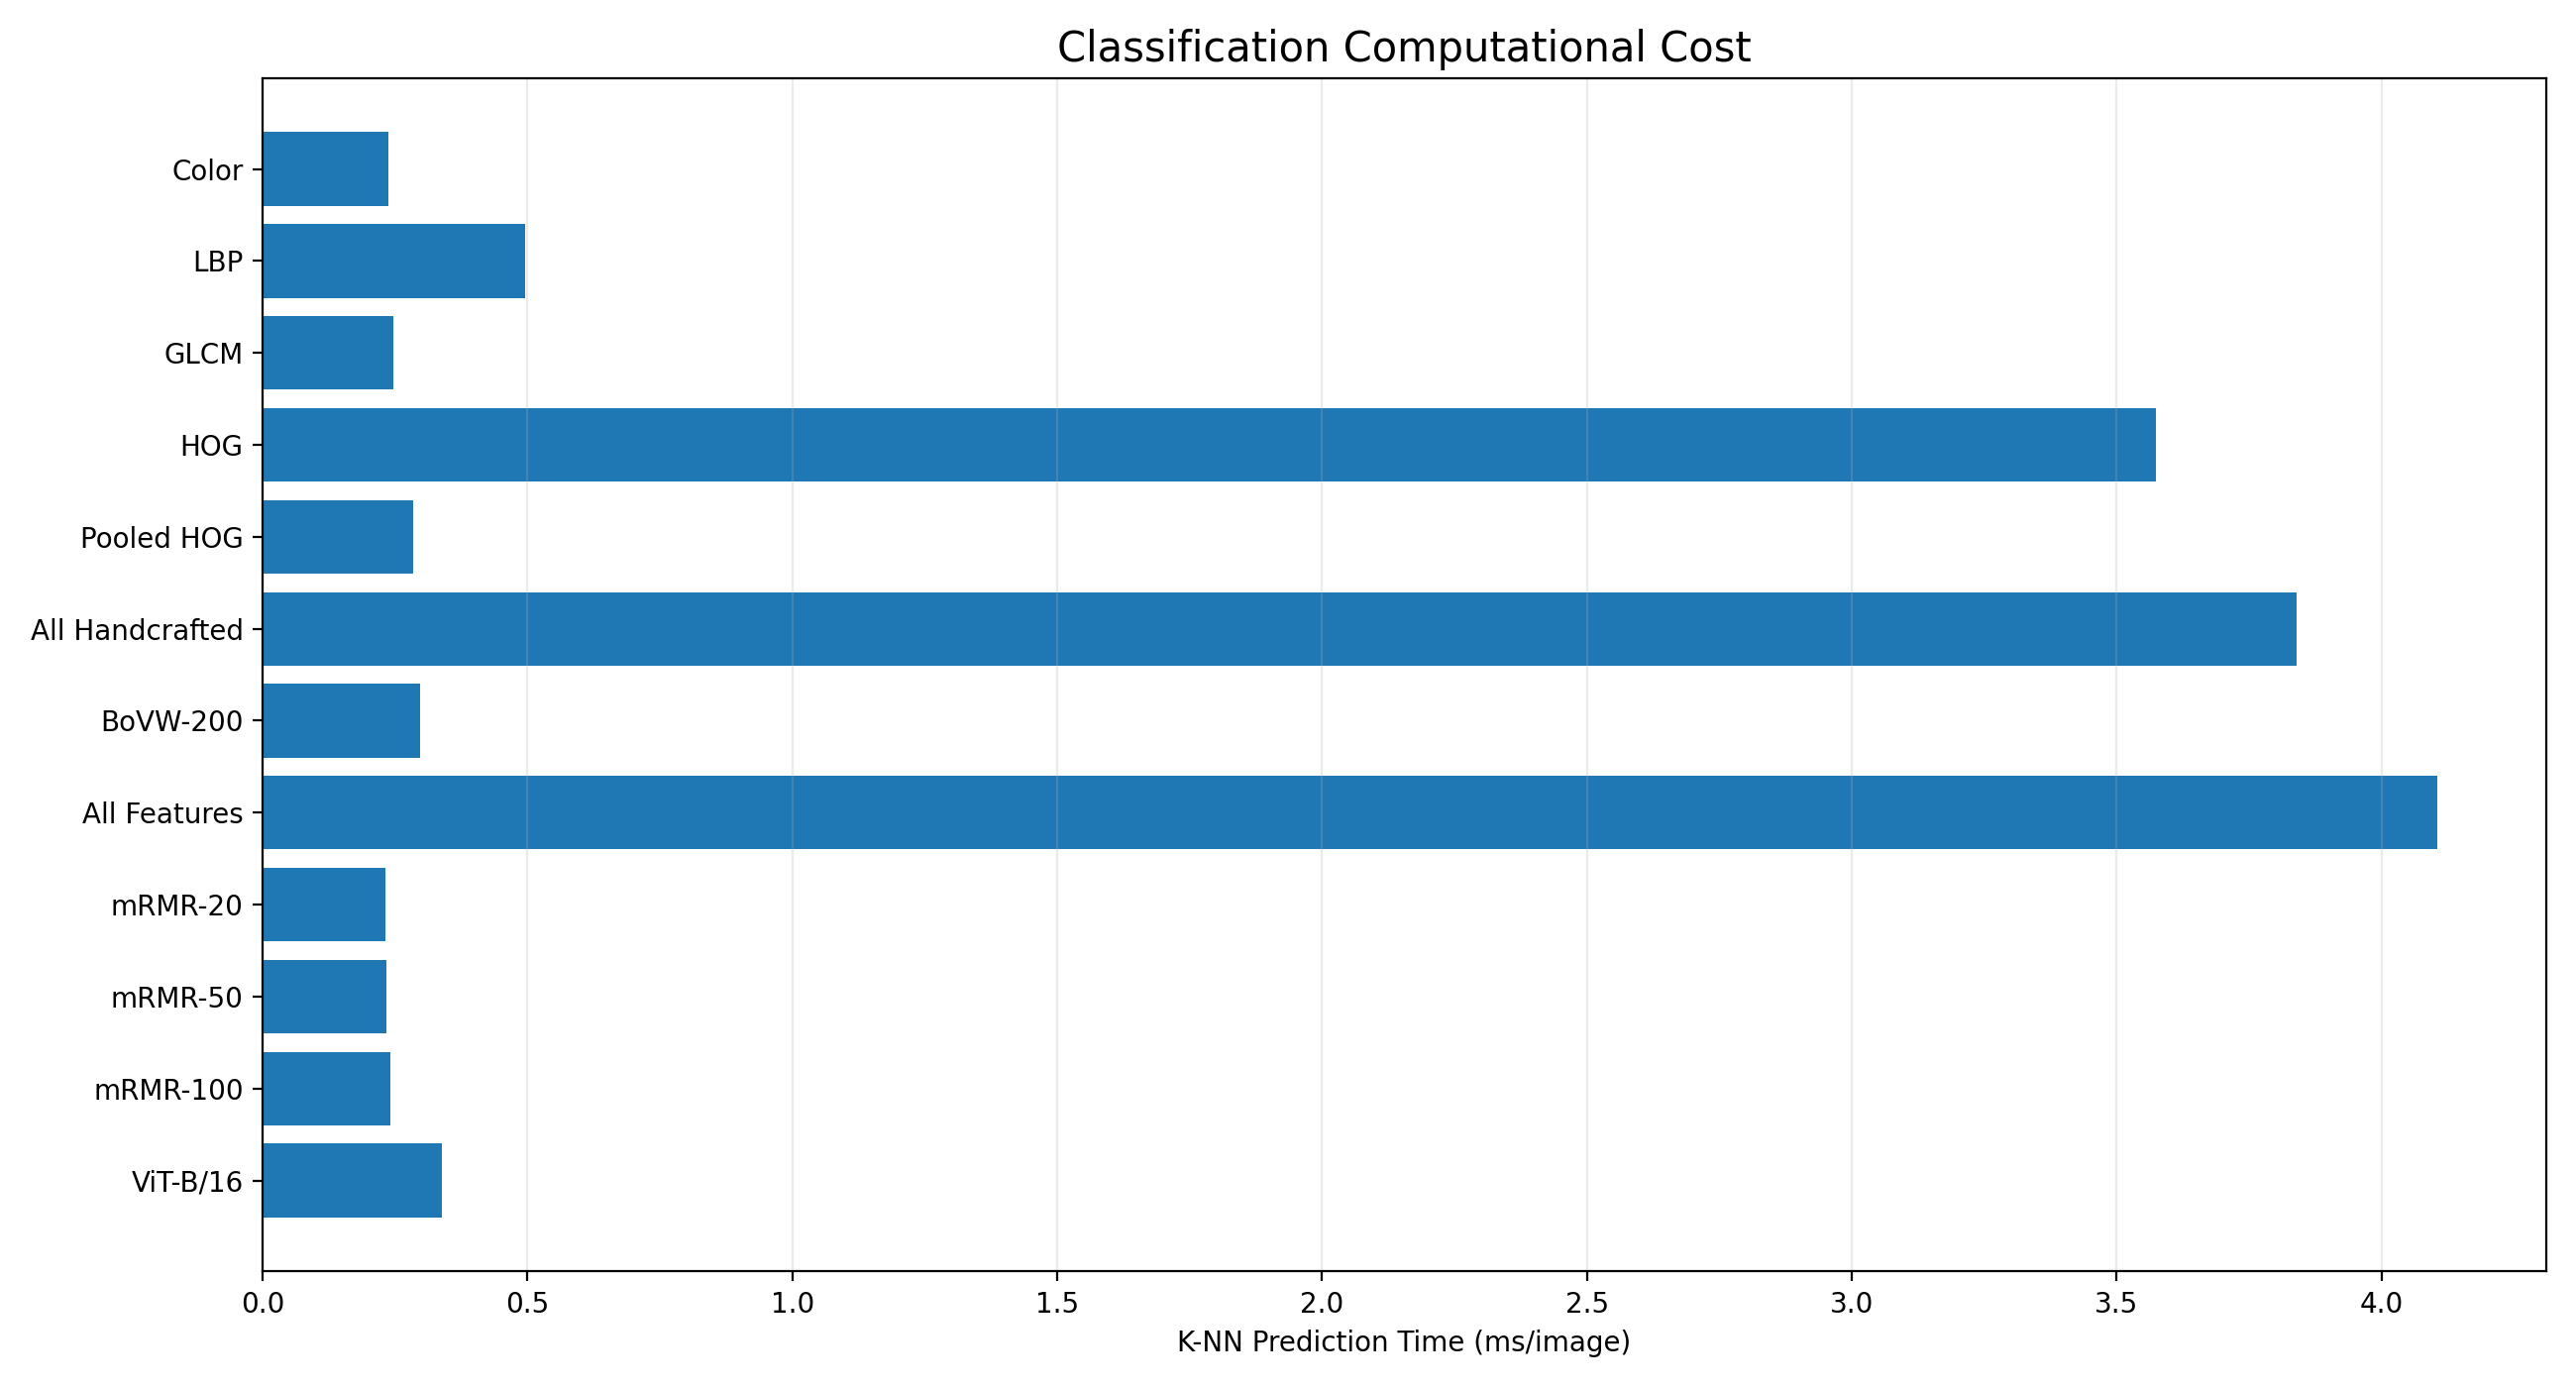 Classification Computational Cost
Color
LBP
GLCM
HOG
Pooled HOG
All Handcrafted
BoVW-200
All Features
mRMR-20
mRMR-50
mRMR-100
ViT-B/16
0.0 0.5 1.0 1.5 2.0 2.5 3.0 3.5 4.0
K-NN Prediction Time (ms/image)